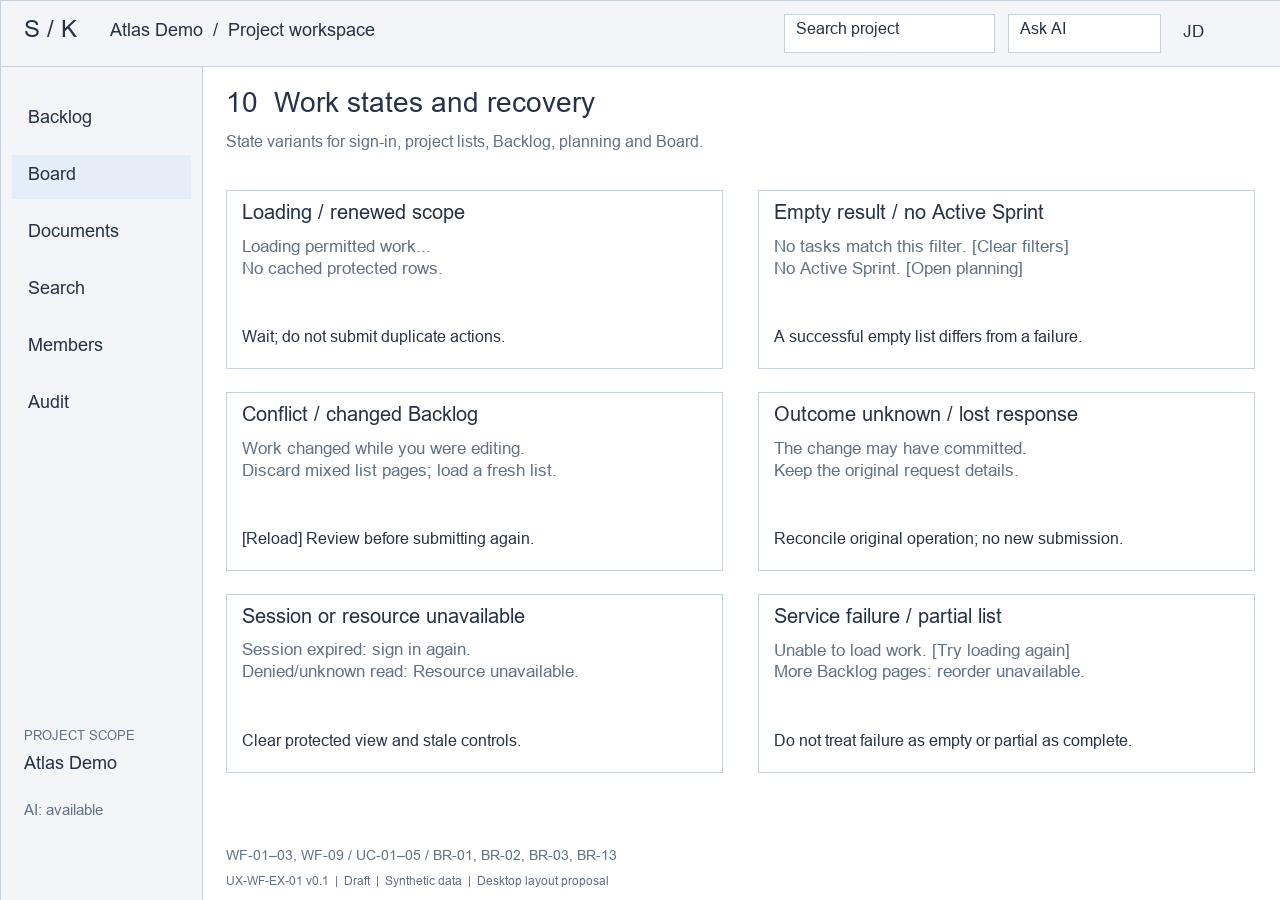 S / K
Atlas Demo / Project workspace
Search project
Ask AI
JD
Backlog
Board
Documents
Search
Members
Audit
PROJECT SCOPE
Atlas Demo
AI: available
10 Work states and recovery
State variants for sign-in, project lists, Backlog, planning and Board.
Loading / renewed scope
Loading permitted work...
No cached protected rows.
Wait; do not submit duplicate actions.
Empty result / no Active Sprint
No tasks match this filter. [Clear filters]
No Active Sprint. [Open planning]
A successful empty list differs from a failure.
Conflict / changed Backlog
Work changed while you were editing.
Discard mixed list pages; load a fresh list.
[Reload] Review before submitting again.
Outcome unknown / lost response
The change may have committed.
Keep the original request details.
Reconcile original operation; no new submission.
Session or resource unavailable
Session expired: sign in again.
Denied/unknown read: Resource unavailable.
Clear protected view and stale controls.
Service failure / partial list
Unable to load work. [Try loading again]
More Backlog pages: reorder unavailable.
Do not treat failure as empty or partial as complete.
WF-01–03, WF-09 / UC-01–05 / BR-01, BR-02, BR-03, BR-13
UX-WF-EX-01 v0.1 | Draft | Synthetic data | Desktop layout proposal